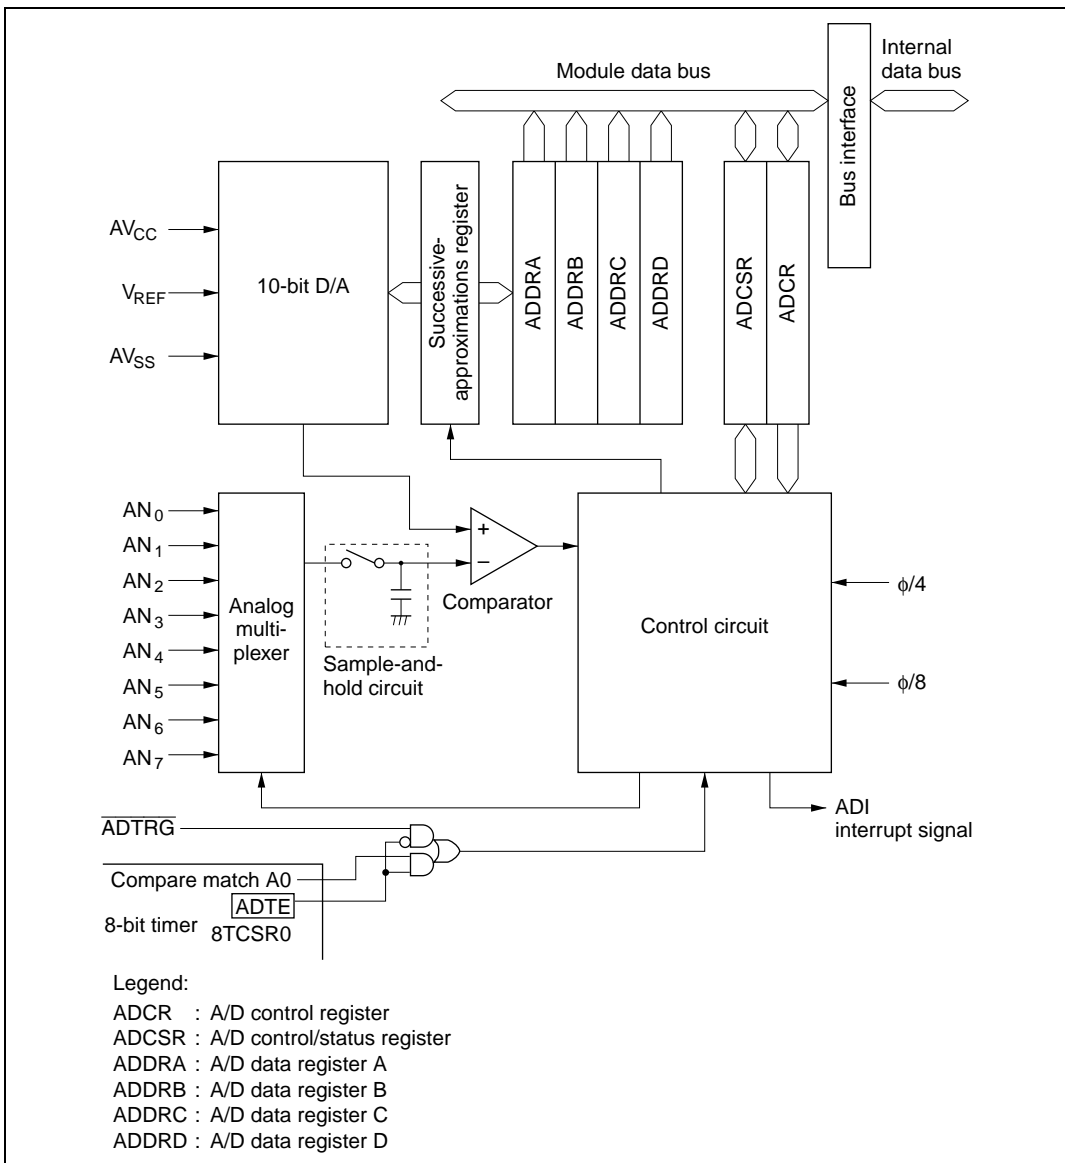 Internal
data bus
Module data bus
Bus interface
AVCC
VREF
AVSS
10-bit D/A
Successive-
approximations register
ADDRA
ADDRB
ADDRC
ADDRD
ADCSR
ADCR
AN0
AN1
AN2
AN3
AN4
AN5
AN6
AN7
Analog
multi-
plexer
+
−
Comparator
Sample-and-
hold circuit
Control circuit
ϕ/4
ϕ/8
ADI
interrupt signal
ADTRG
Compare match A0
ADTE
8-bit timer
8TCSR0
Legend:
ADCR : A/D control register
ADCSR : A/D control/status register
ADDRA : A/D data register A
ADDRB : A/D data register B
ADDRC : A/D data register C
ADDRD : A/D data register D